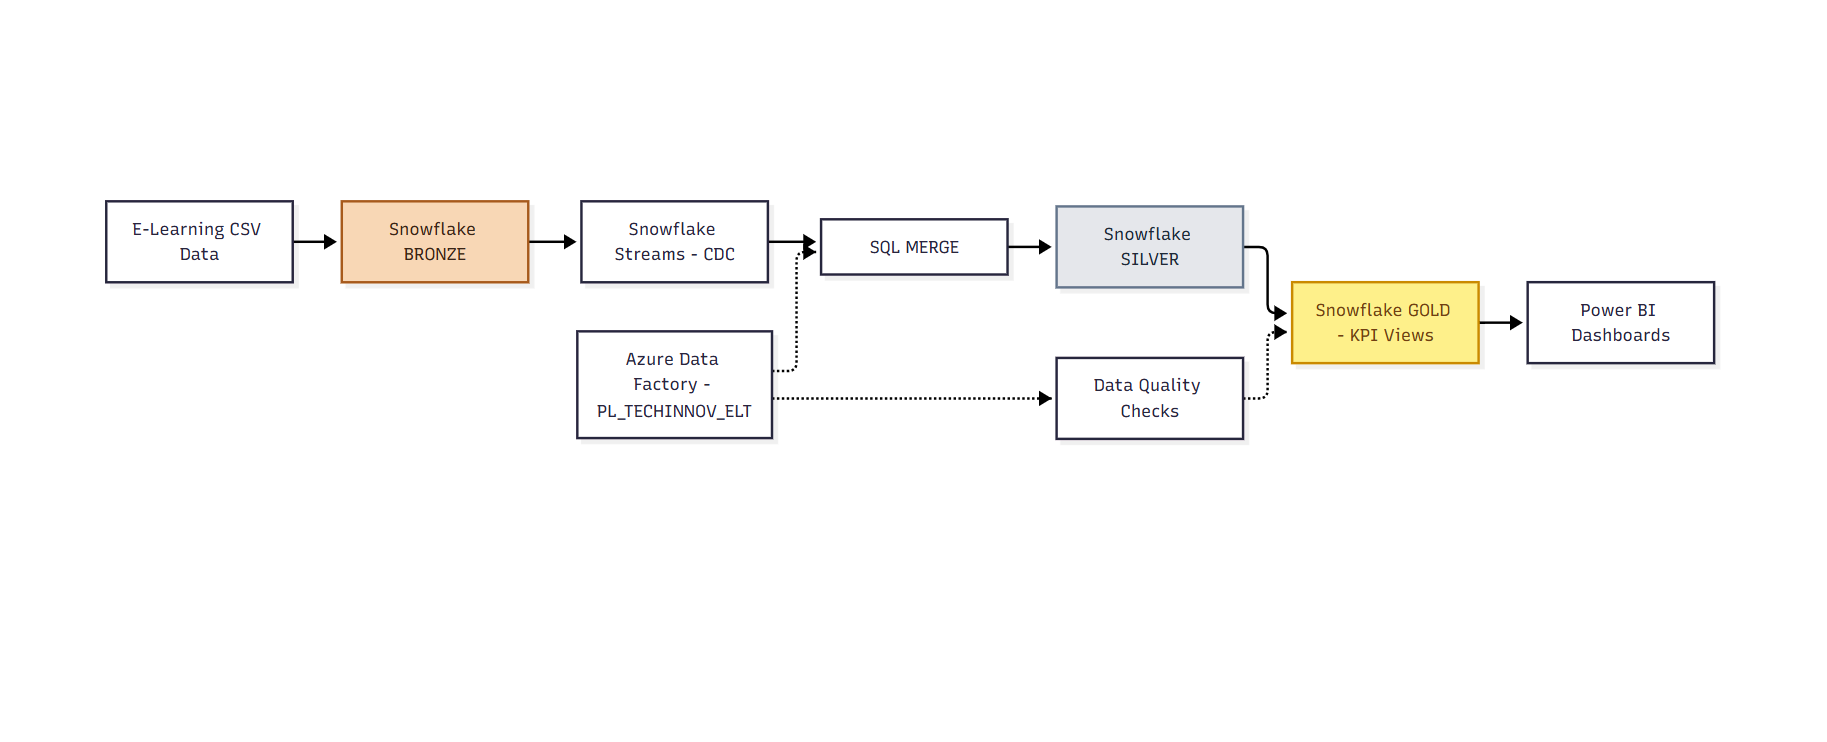 E-Learning CSV
Data
Snowflake
BRONZE
Snowflake
Streams - CDC
SQL MERGE
Snowflake
SILVER
Snowflake GOLD
- KPI Views
Power BI
Dashboards
Azure Data
Factory -
PL_TECHINNOV_ELT
Data Quality
Checks